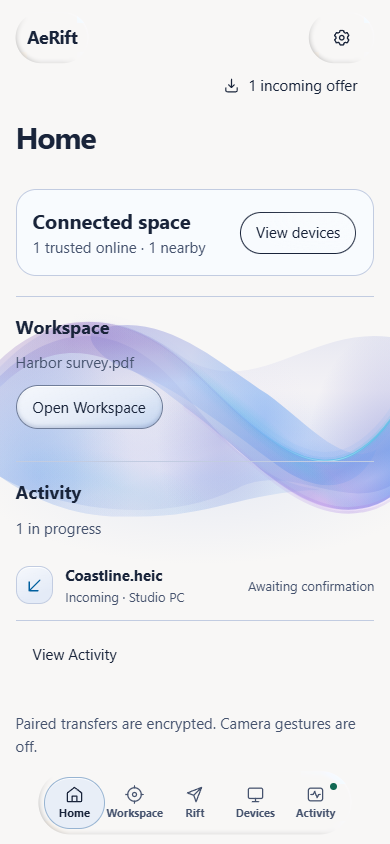 AeRift
1 incoming offer
Home
Connected space
1 trusted online · 1 nearby
View devices
Workspace
Harbor survey.pdf
Open Workspace
Activity
1 in progress
Coastline.heic
Incoming · Studio PC
Awaiting confirmation
View Activity
Paired transfers are encrypted. Camera gestures are
off.
Home
Workspace
Rift
Devices
Activity